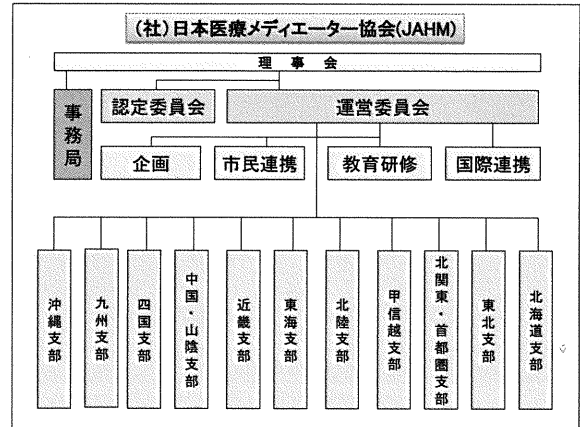 (社)日本医療メディエーター協会(JAHM)
理事会
事務局
認定委員会
運営委員会
企画
市民連携
教育研修
国際連携
沖縄支部
九州支部
四国支部
中国・山陰支部
近畿支部
東海支部
北陸支部
甲信越支部
北関東・首都圏支部
東北支部
北海道支部